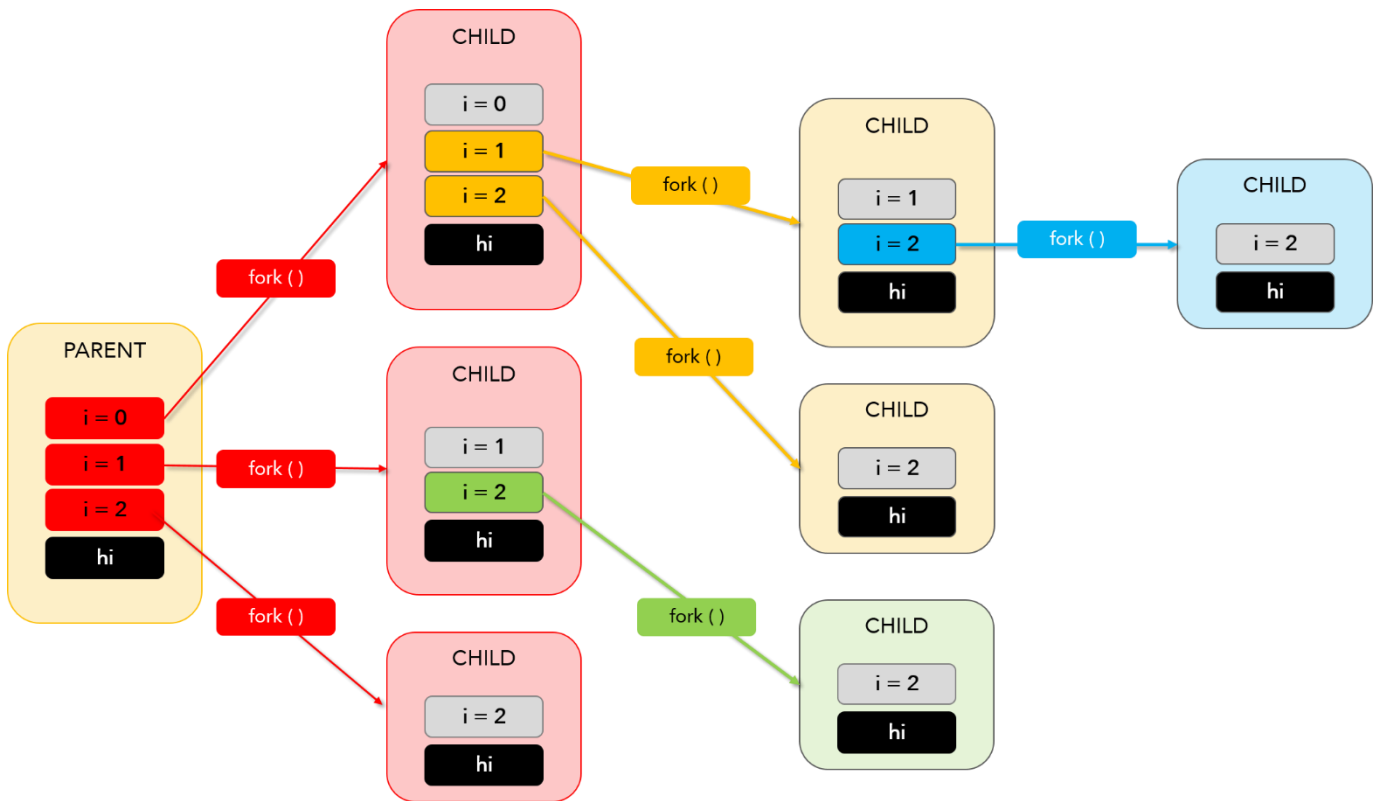 PARENT
i = 0
i = 1
i = 2
hi
fork ( )
fork ( )
fork ( )
CHILD
i = 0
i = 1
i = 2
hi
CHILD
i = 1
i = 2
hi
CHILD
i = 2
hi
fork ( )
fork ( )
fork ( )
CHILD
i = 1
i = 2
hi
CHILD
i = 2
hi
CHILD
i = 2
hi
fork ( )
CHILD
i = 2
hi